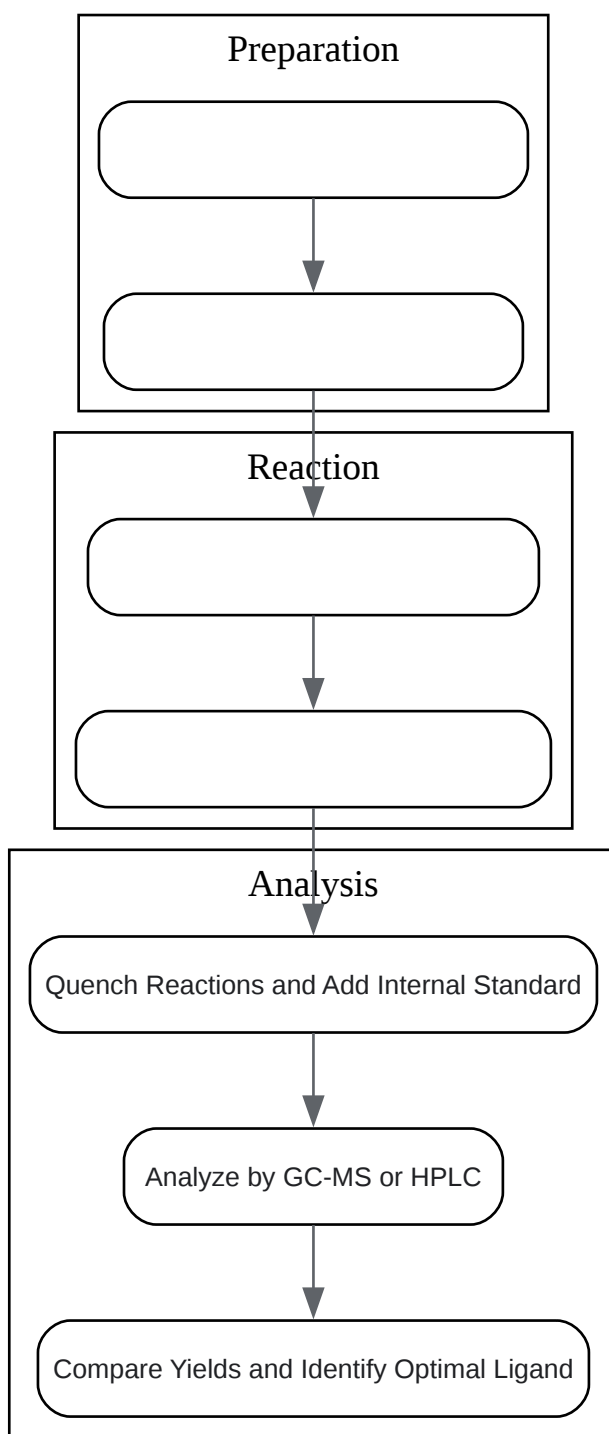 Preparation
Reaction
Analysis
Quench Reactions and Add Internal Standard
Analyze by GC-MS or HPLC
Compare Yields and Identify Optimal Ligand